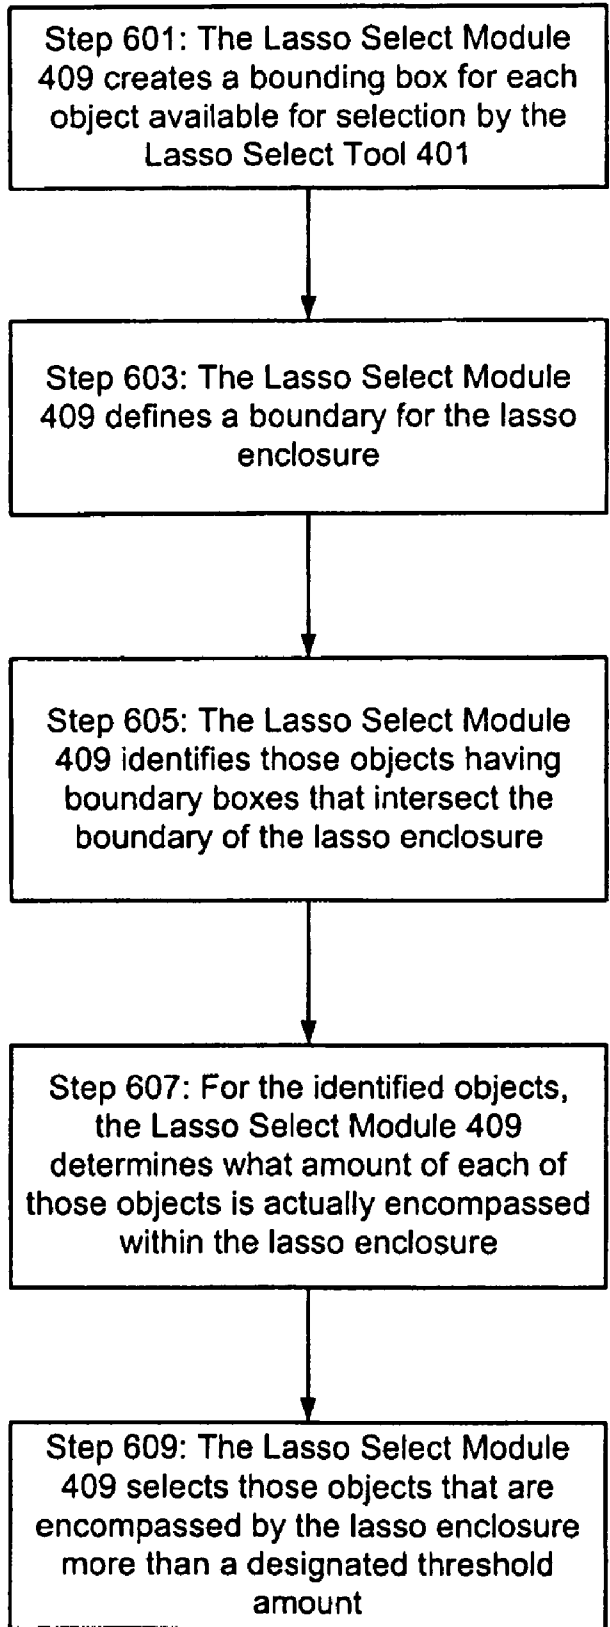 Step 601: The Lasso Select Module
409 creates a bounding box for each
object available for selection by the
Lasso Select Tool 401
Step 603: The Lasso Select Module
409 defines a boundary for the lasso
enclosure
Step 605: The Lasso Select Module
409 identifies those objects having
boundary boxes that intersect the
boundary of the lasso enclosure
Step 607: For the identified objects,
the Lasso Select Module 409
determines what amount of each of
those objects is actually encompassed
within the lasso enclosure
Step 609: The Lasso Select Module
409 selects those objects that are
encompassed by the lasso enclosure
more than a designated threshold
amount